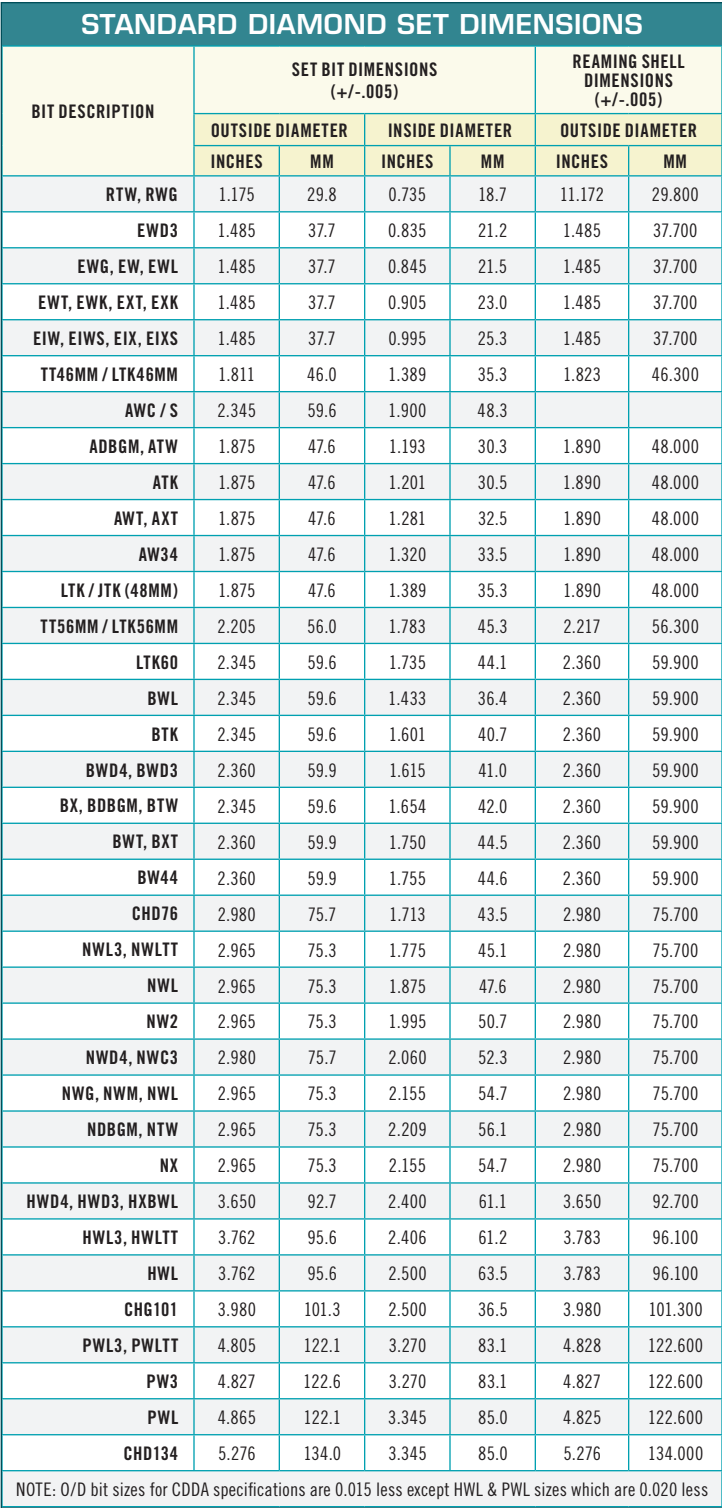 STANDARD DIAMOND SET DIMENSIONS
BIT DESCRIPTION
SET BIT DIMENSIONS
(+/-.005)
REAMING SHELL
DIMENSIONS
(+/-.005)
OUTSIDE DIAMETER INSIDE DIAMETER OUTSIDE DIAMETER
INCHES MM INCHES MM INCHES MM
RTW, RWG 1.175 29.8 0.735 18.7 11.172 29.800
EWD3 1.485 37.7 0.835 21.2 1.485 37.700
EWG, EW, EWL 1.485 37.7 0.845 21.5 1.485 37.700
EWT, EWK, EXT, EXK 1.485 37.7 0.905 23.0 1.485 37.700
EIW, EIWS, EIX, EIXS 1.485 37.7 0.995 25.3 1.485 37.700
TT46MM / LTK46MM 1.811 46.0 1.389 35.3 1.823 46.300
AWC / S 2.345 59.6 1.900 48.3
ADBGM, ATW 1.875 47.6 1.193 30.3 1.890 48.000
ATK 1.875 47.6 1.201 30.5 1.890 48.000
AWT, AXT 1.875 47.6 1.281 32.5 1.890 48.000
AW34 1.875 47.6 1.320 33.5 1.890 48.000
LTK / JTK (48MM) 1.875 47.6 1.389 35.3 1.890 48.000
TT56MM / LTK56MM 2.205 56.0 1.783 45.3 2.217 56.300
LTK60 2.345 59.6 1.735 44.1 2.360 59.900
BWL 2.345 59.6 1.433 36.4 2.360 59.900
BTK 2.345 59.6 1.601 40.7 2.360 59.900
BWD4, BWD3 2.360 59.9 1.615 41.0 2.360 59.900
BX, BDBGM, BTW 2.345 59.6 1.654 42.0 2.360 59.900
BWT, BXT 2.360 59.9 1.750 44.5 2.360 59.900
BW44 2.360 59.9 1.755 44.6 2.360 59.900
CHD76 2.980 75.7 1.713 43.5 2.980 75.700
NWL3, NWLTT 2.965 75.3 1.775 45.1 2.980 75.700
NWL 2.965 75.3 1.875 47.6 2.980 75.700
NW2 2.965 75.3 1.995 50.7 2.980 75.700
NWD4, NWC3 2.980 75.7 2.060 52.3 2.980 75.700
NWG, NWM, NWL 2.965 75.3 2.155 54.7 2.980 75.700
NDBGM, NTW 2.965 75.3 2.209 56.1 2.980 75.700
NX 2.965 75.3 2.155 54.7 2.980 75.700
HWD4, HWD3, HXBWL 3.650 92.7 2.400 61.1 3.650 92.700
HWL3, HWLTT 3.762 95.6 2.406 61.2 3.783 96.100
HWL 3.762 95.6 2.500 63.5 3.783 96.100
CHG101 3.980 101.3 2.500 36.5 3.980 101.300
PWL3, PWLTT 4.805 122.1 3.270 83.1 4.828 122.600
PW3 4.827 122.6 3.270 83.1 4.827 122.600
PWL 4.865 122.1 3.345 85.0 4.825 122.600
CHD134 5.276 134.0 3.345 85.0 5.276 134.000
NOTE: O/D bit sizes for CDDA specifications are 0.015 less except HWL & PWL sizes which are 0.020 less